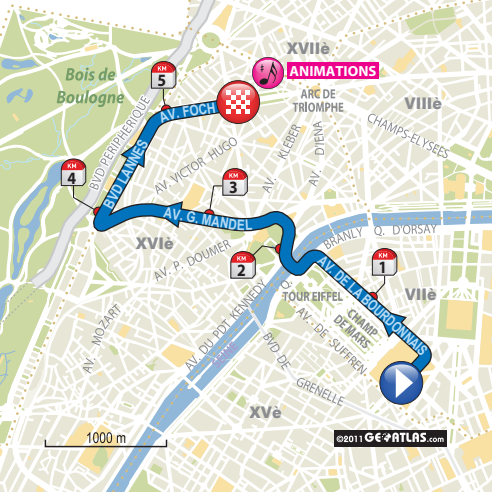 XVIIè
KM
5
ANIMATIONS
Bois de
Boulogne
ARC DE
TRIOMPHE
VIIIè
AV. FOCH
CHAMPS-ELYSEES
BVD PERIPHERIQUE
BVD LANNES
AV. VICTOR HUGO
AV. KLEBER
AV. D'IENA
KM
4
KM
3
AV. G. MANDEL
XVIè
AV. P. DOUMER
BRANLY
Q. D'ORSAY
KM
2
KM
1
AV. DE LA BOURDONNAIS
VIIè
TOUR EIFFEL
Q.
CHAMP
DE MARS
AV. DE SUFFREN
AV. MOZART
AV. DU PDT KENNEDY
SEINE
BVD DE
GRENELLE
XVè
1000 m
©2011 GEOATLAS.com